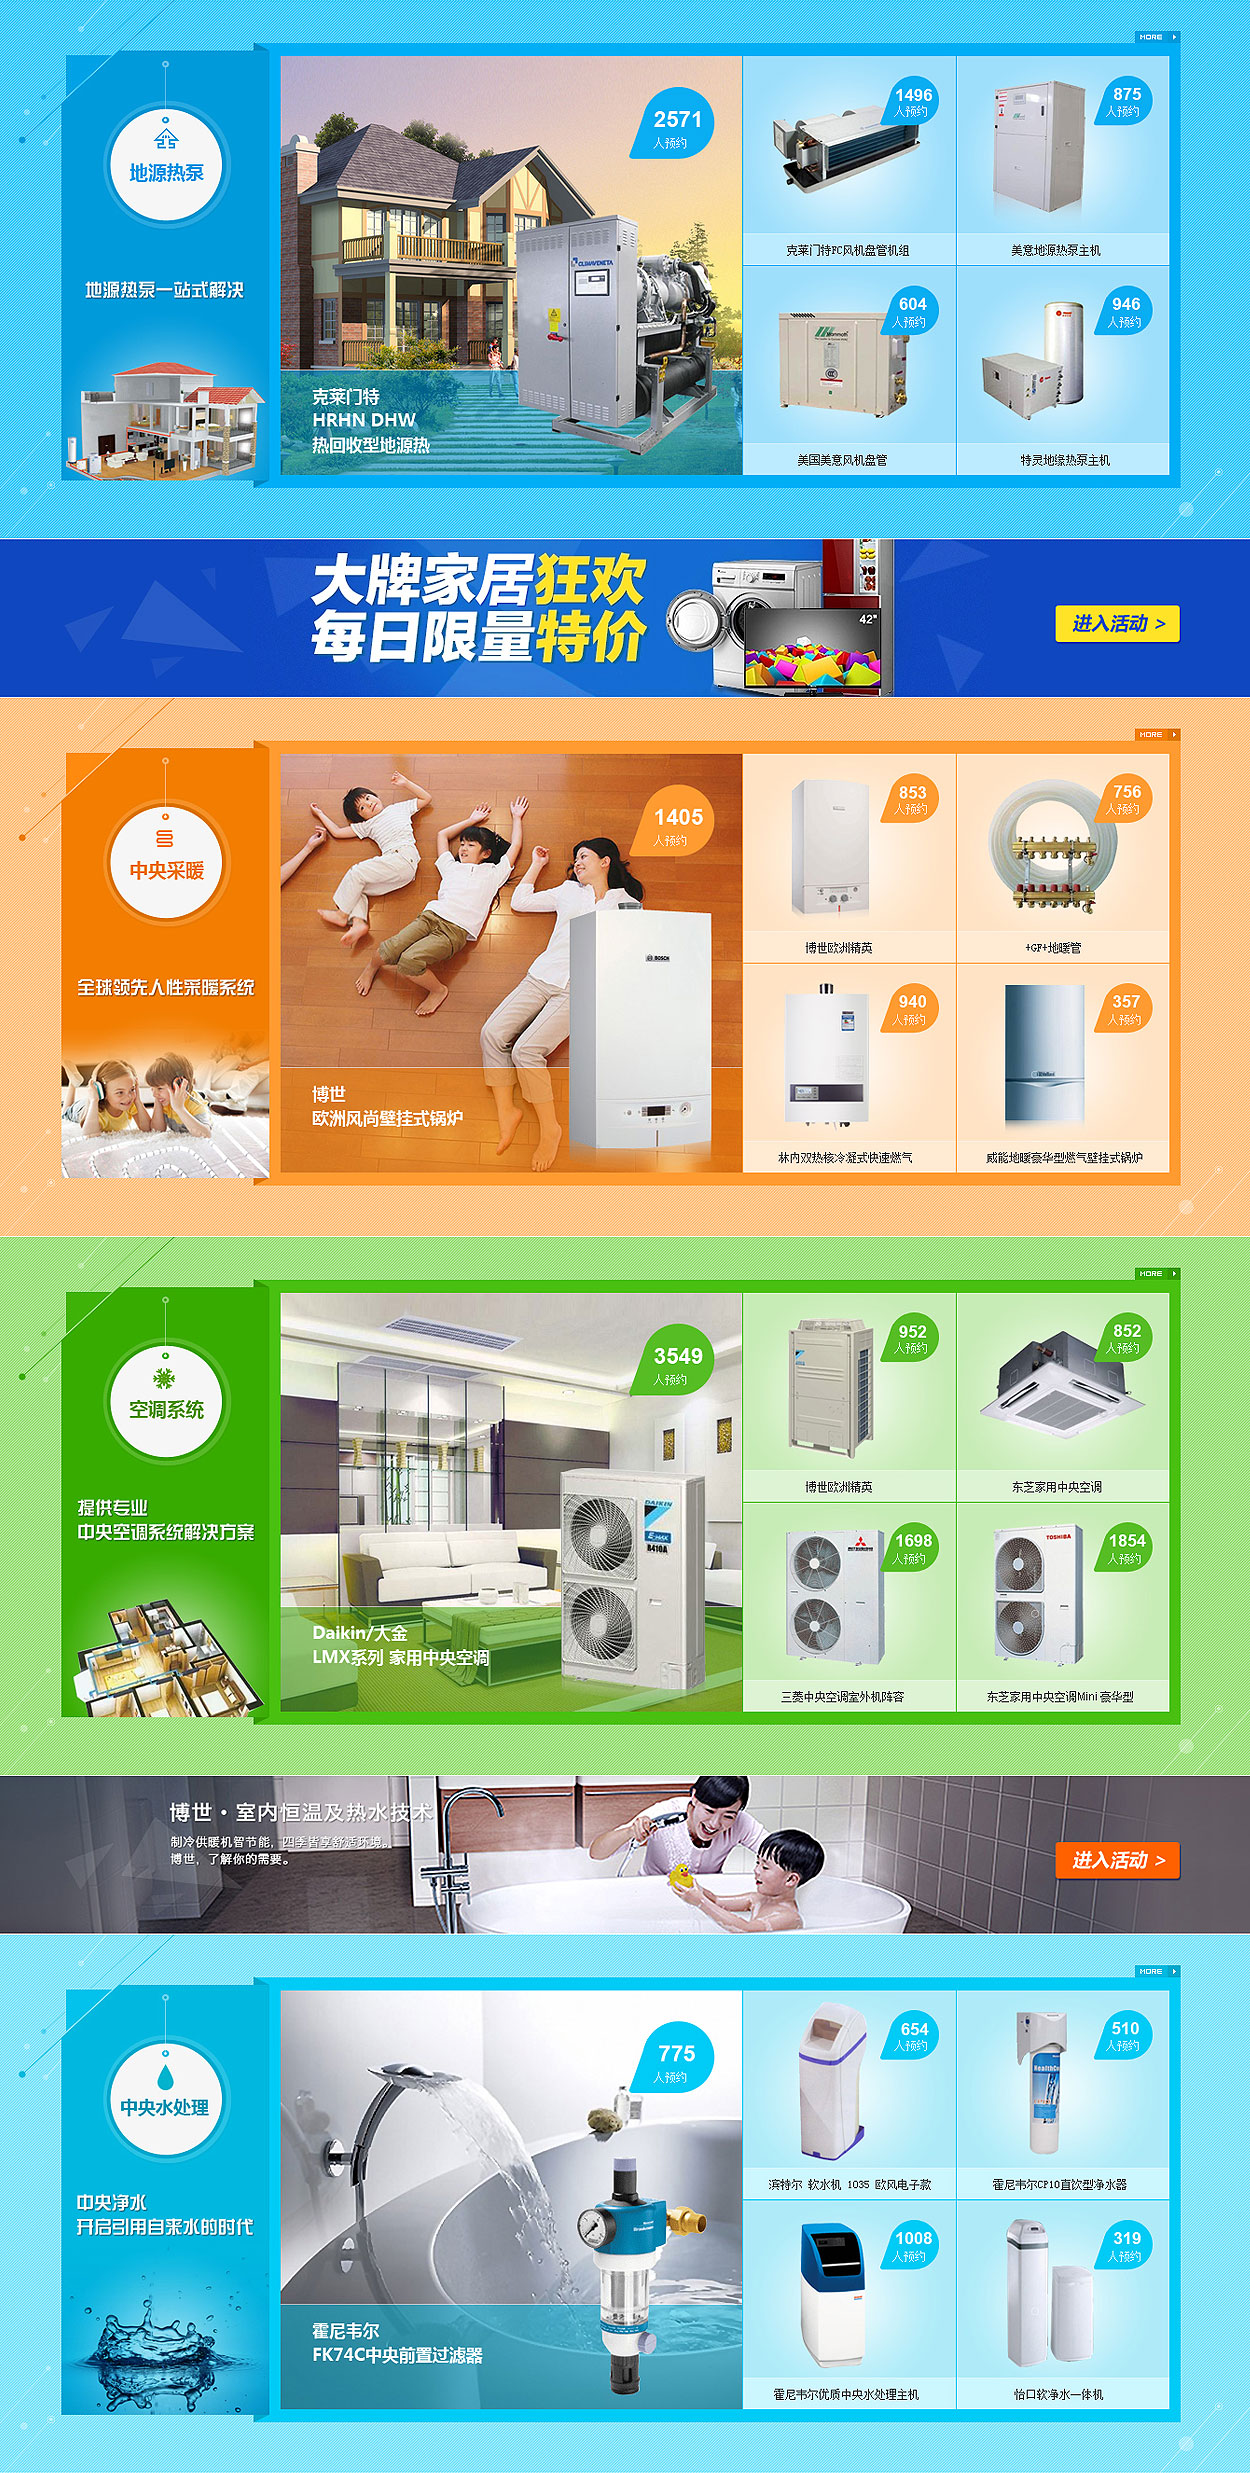 MORE
地源热泵
地源热泵一站式解决
2571
人预约
CLIMAVENETA
克莱门特
HRHN DHW
热回收型地源热
1496
人预约
克莱门特FC风机盘管机组
875
人预约
美意地源热泵主机
604
人预约
Mammoth
美国美意风机盘管
946
人预约
特灵地缘热泵主机
大牌家居狂欢
每日限量特价
42"
进入活动 >
MORE
中央采暖
全球领先人性采暖系统
1405
人预约
BOSCH
博世
欧洲风尚壁挂式锅炉
853
人预约
博世欧洲精英
756
人预约
+GF+地暖管
940
人预约
林内双热核冷凝式快速燃气
357
人预约
Vaillant
威能地暖豪华型燃气壁挂式锅炉
MORE
空调系统
提供专业
中央空调系统解决方案
3549
人预约
DAIKIN
R410A
Daikin/大金
LMX系列 家用中央空调
952
人预约
博世欧洲精英
852
人预约
东芝家用中央空调
1698
人预约
MITSUBISHI
三菱中央空调室外机阵容
TOSHIBA
1854
人预约
东芝家用中央空调Mini 豪华型
博世·室内恒温及热水技术
制冷供暖机智节能，四季皆享舒适环境。
博世，了解你的需要。
进入活动 >
MORE
中央水处理
中央净水
开启引用自来水的时代
775
人预约
霍尼韦尔
FK74C中央前置过滤器
654
人预约
滨特尔 软水机 1035 欧风电子款
510
人预约
霍尼韦尔CP10直饮型净水器
1008
人预约
霍尼韦尔优质中央水处理主机
319
人预约
怡口软净水一体机